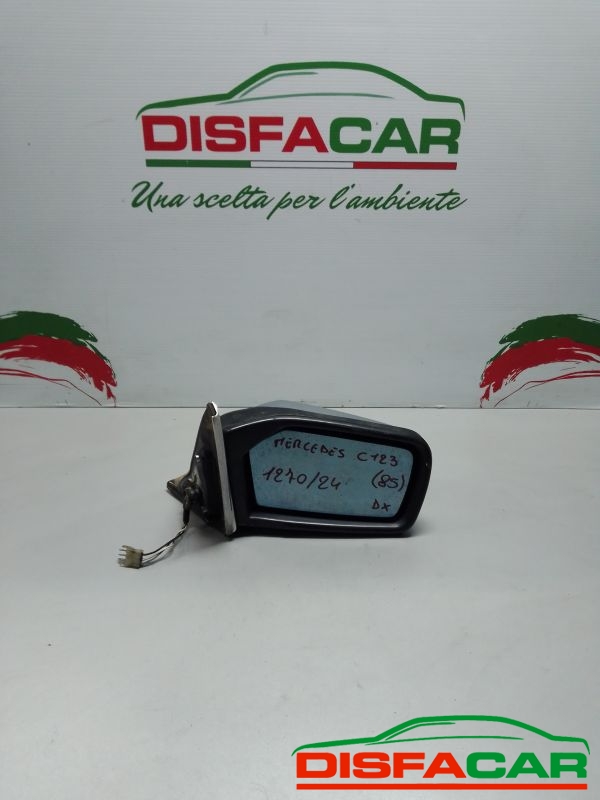 DISFACAR
Una scelta per l'ambiente
MERCEDES C123
1270/24 (85)
DX
DISFACAR